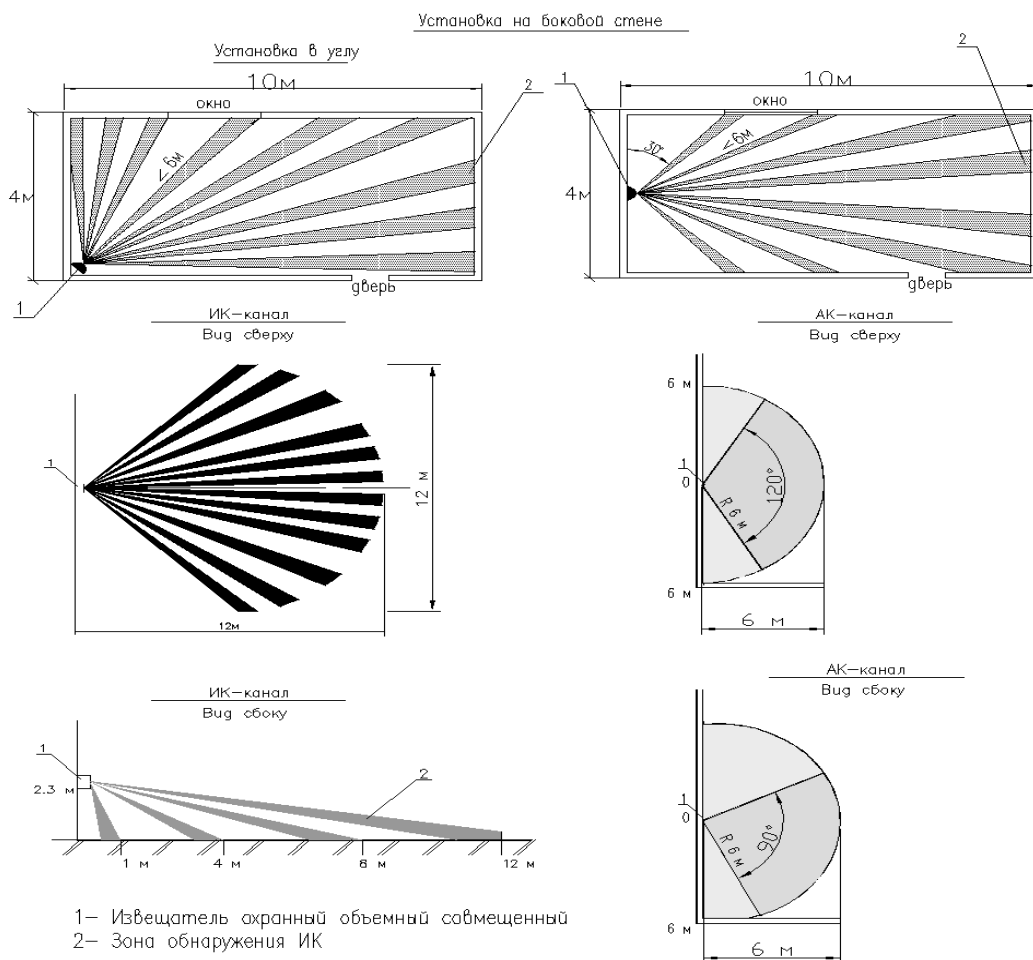 Установка на боковой стене
Установка в углу
10м
окно
<6м
4м
дверь
1
2
10м
окно
30°
<6м
4м
дверь
1
2
ИК-канал
Вид сверху
1
12 м
12м
АК-канал
Вид сверху
6 м
1
0
120°
R 6 м
6 м
6 м
ИК-канал
Вид сбоку
1
2
2.3 м
1 м
4 м
8 м
12 м
АК-канал
Вид сбоку
1
0
90°
R 6 м
6 м
6 м
1- Извещатель охранный объемный совмещенный
2- Зона обнаружения ИК